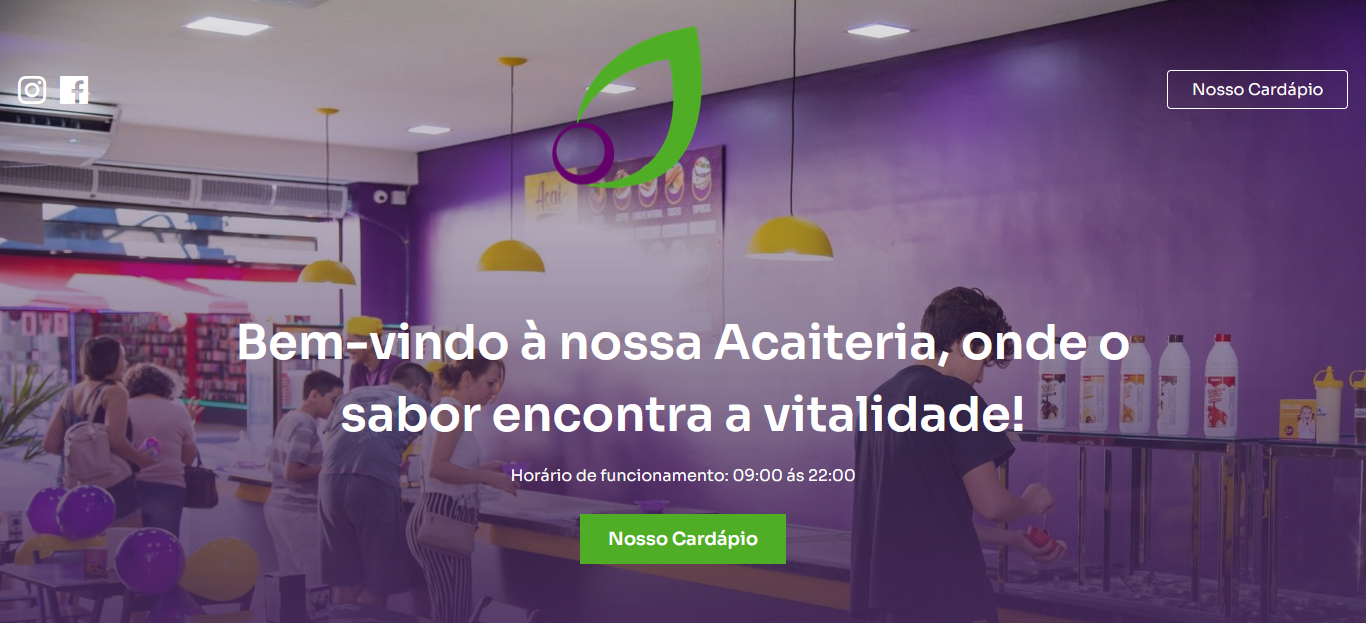 Nosso Cardápio
Açaí
Bem-vindo à nossa Acaiteria, onde o
sabor encontra a vitalidade!
Horário de funcionamento: 09:00 ás 22:00
Nosso Cardápio